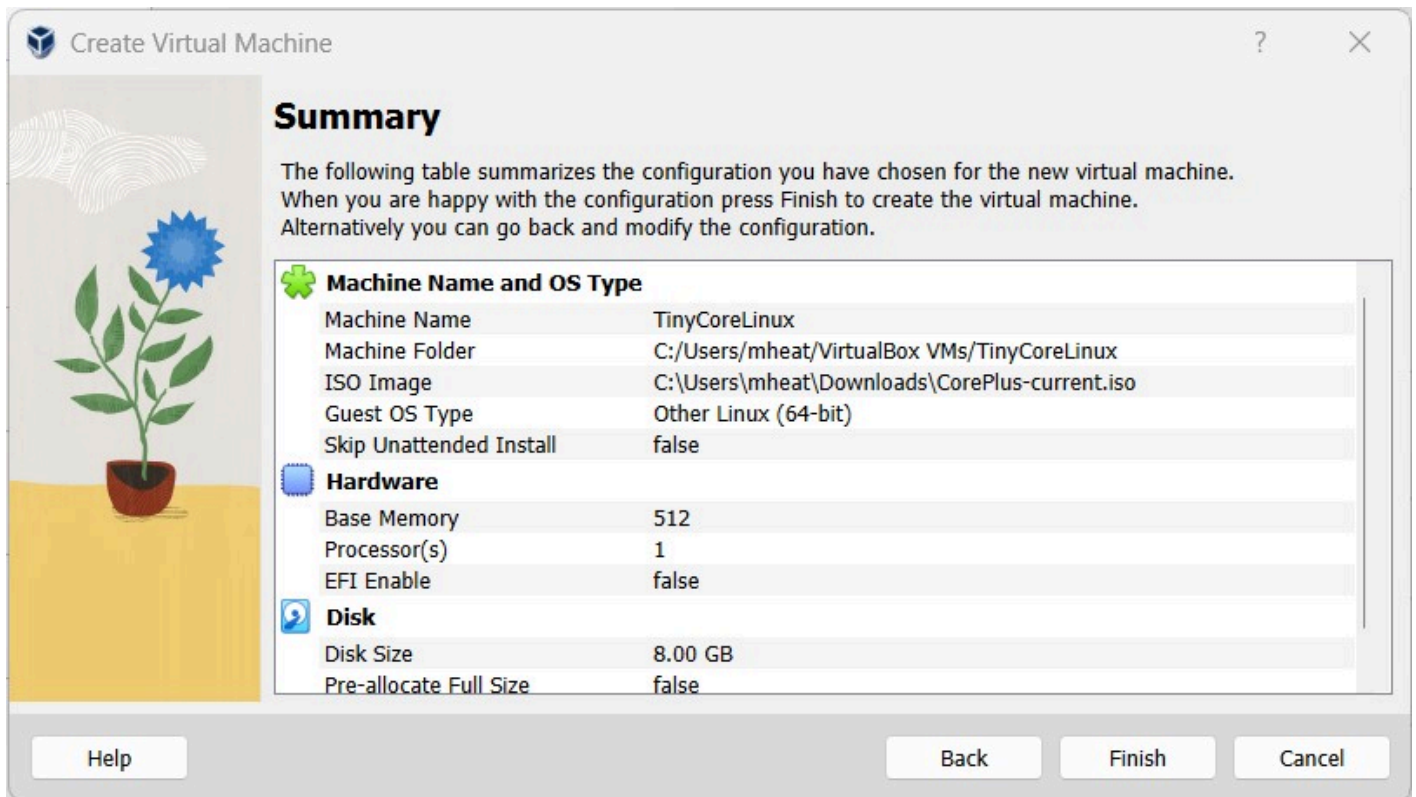 Create Virtual Machine
?
Summary
The following table summarizes the configuration you have chosen for the new virtual machine.
When you are happy with the configuration press Finish to create the virtual machine.
Alternatively you can go back and modify the configuration.
Machine Name and OS Type
Machine Name TinyCoreLinux
Machine Folder C:/Users/mheat/VirtualBox VMs/TinyCoreLinux
ISO Image C:\Users\mheat\Downloads\CorePlus-current.iso
Guest OS Type Other Linux (64-bit)
Skip Unattended Install false
Hardware
Base Memory 512
Processor(s) 1
EFI Enable false
Disk
Disk Size 8.00 GB
Pre-allocate Full Size false
Help Back Finish Cancel